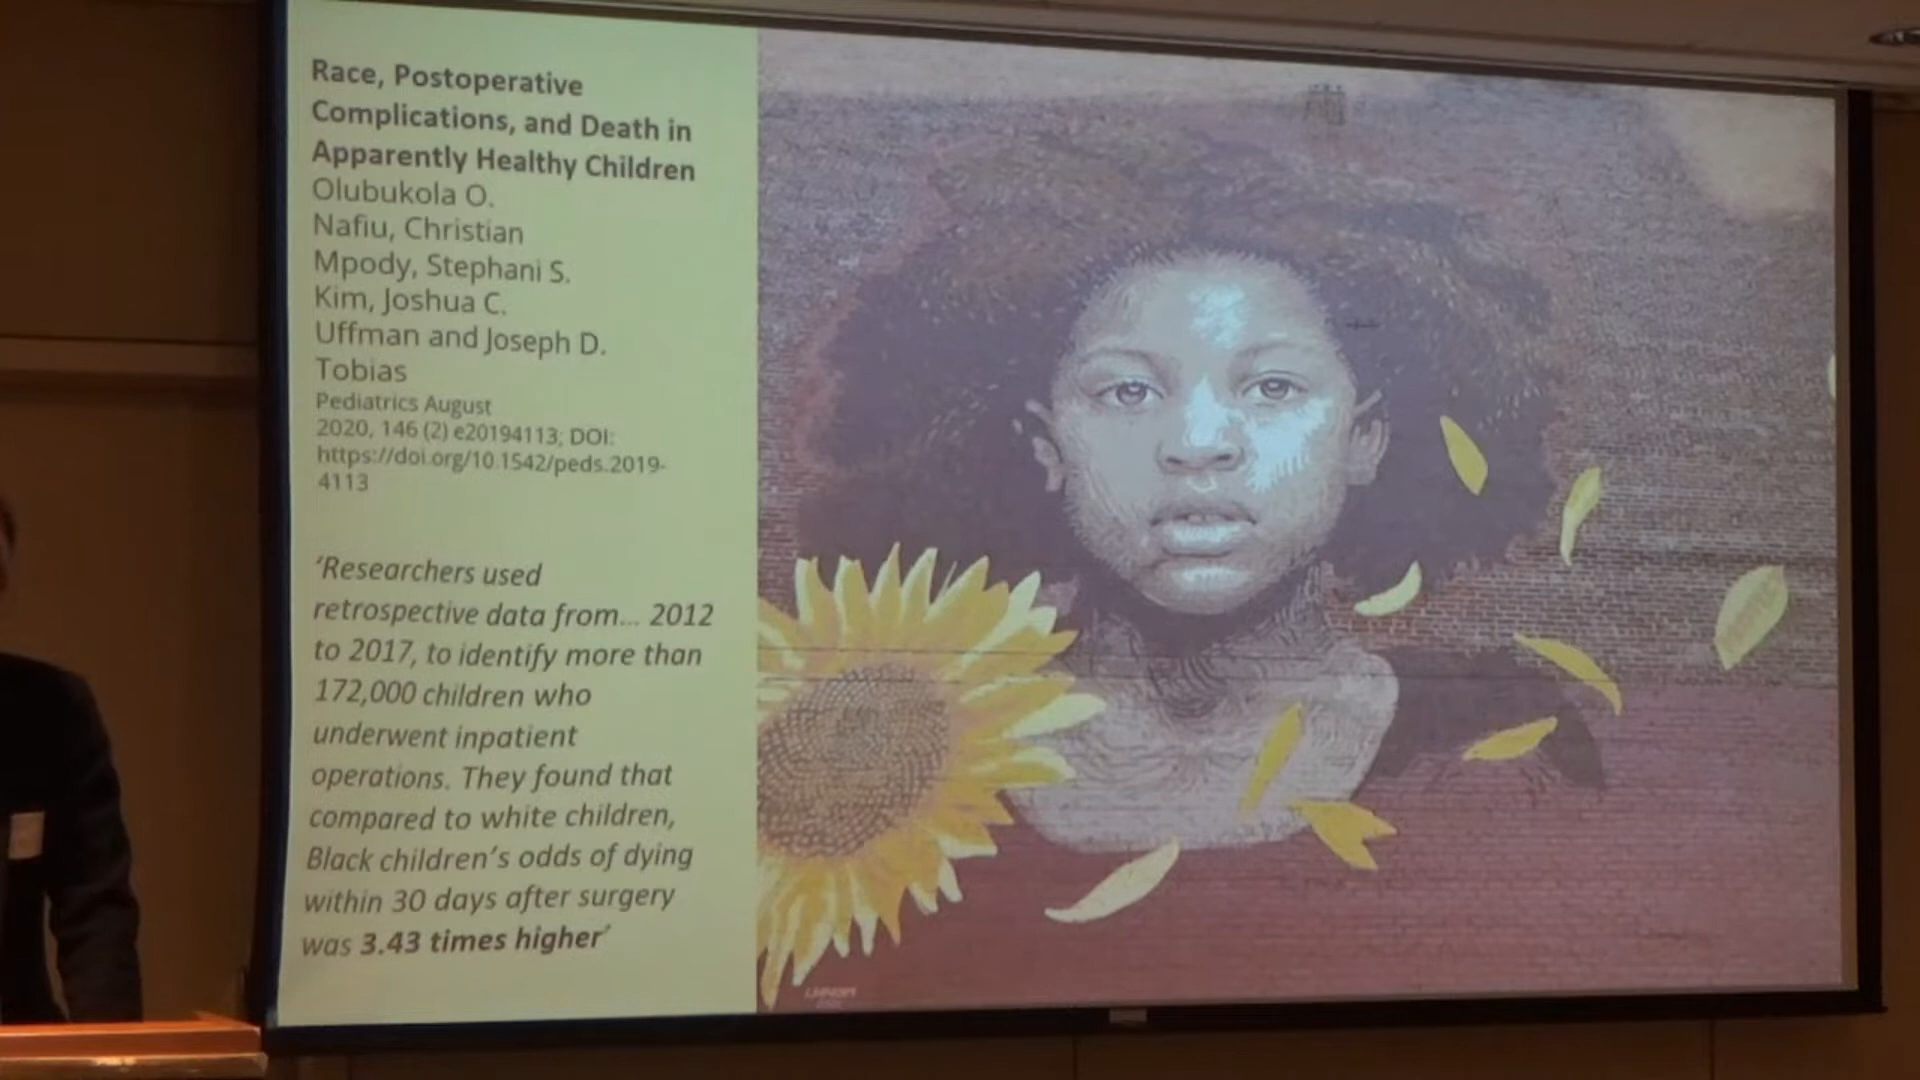 Race, Postoperative
Complications, and Death in
Apparently Healthy Children
Olubukola O.
Nafiu, Christian
Mpody, Stephani S.
Kim, Joshua C.
Uffman and Joseph D.
Tobias
Pediatrics August
2020, 146 (2) e20194113; DOI:
https://doi.org/10.1542/peds.2019-
4113
‘Researchers used
retrospective data from... 2012
to 2017, to identify more than
172,000 children who
underwent inpatient
operations. They found that
compared to white children,
Black children’s odds of dying
within 30 days after surgery
was 3.43 times higher’